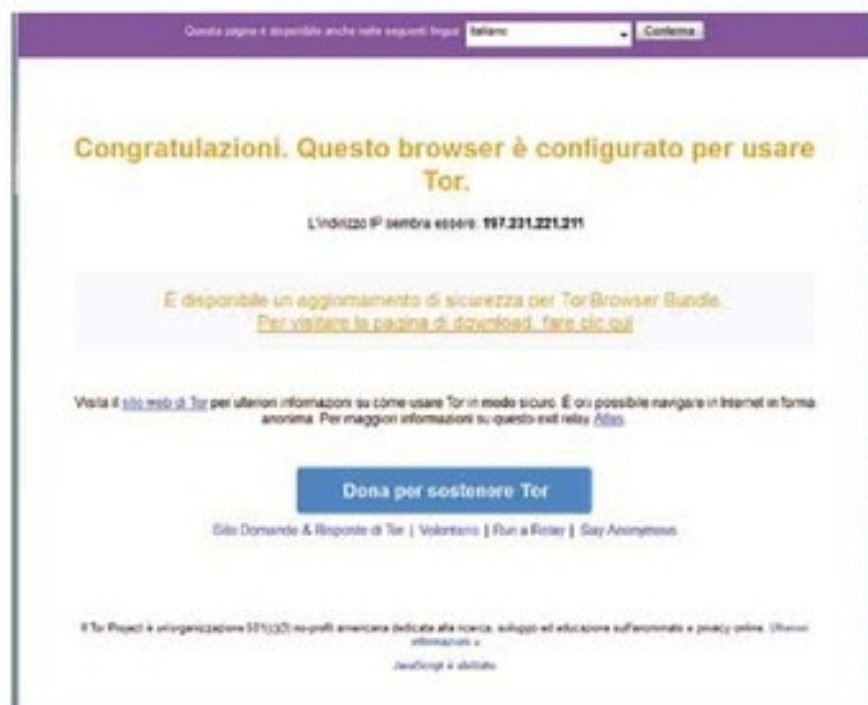 Questa pagina è disponibile anche nelle seguenti lingue Italiano Conferma
Congratulazioni. Questo browser è configurato per usare
Tor.
L'indirizzo IP sembra essere: 197.231.221.211
È disponibile un aggiornamento di sicurezza per Tor Browser Bundle.
Per visitare la pagina di download, fare clic qui
Visita il sito web di Tor per ulteriori informazioni su come usare Tor in modo sicuro. È ora possibile navigare in Internet in forma
anonima. Per maggiori informazioni su questo exit relay Atlas
Dona per sostenere Tor
Sito Domande & Risposte di Tor | Volontario | Run a Relay | Stay Anonymous
Il Tor Project è un'organizzazione 501(c)(3) no-profit americana dedicata alla ricerca, sviluppo ed educazione sull'anonimato e privacy online. Ulteriori
informazioni »
JavaScript è abilitato